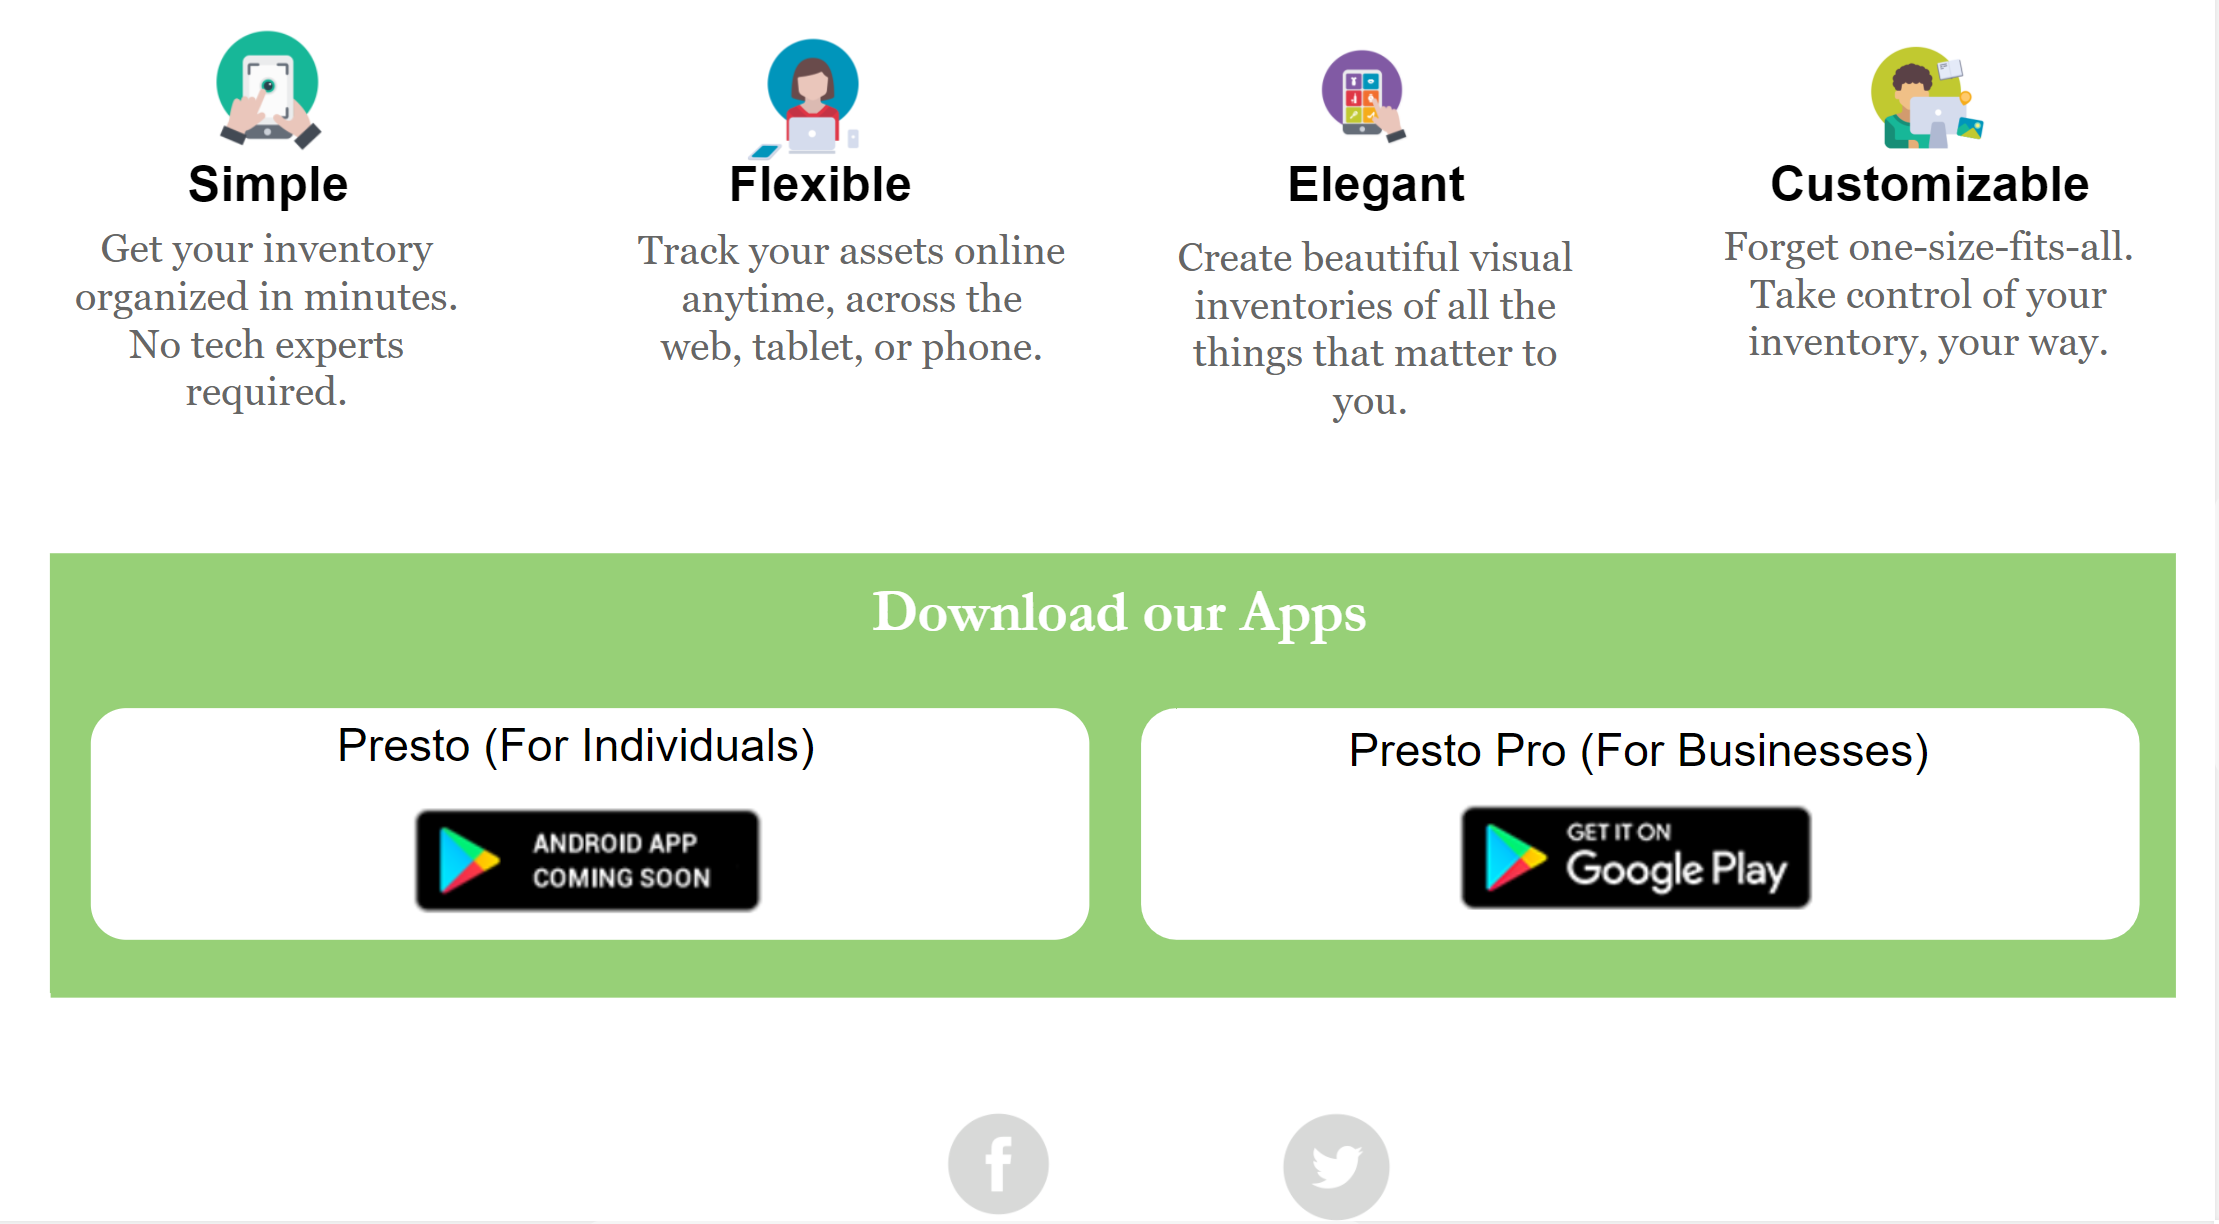 Simple
Get your inventory
organized in minutes.
No tech experts
required.
Flexible
Track your assets online
anytime, across the
web, tablet, or phone.
Elegant
Create beautiful visual
inventories of all the
things that matter to
you.
Customizable
Forget one-size-fits-all.
Take control of your
inventory, your way.
Download our Apps
Presto (For Individuals)
ANDROID APP
COMING SOON
Presto Pro (For Businesses)
GET IT ON
Google Play